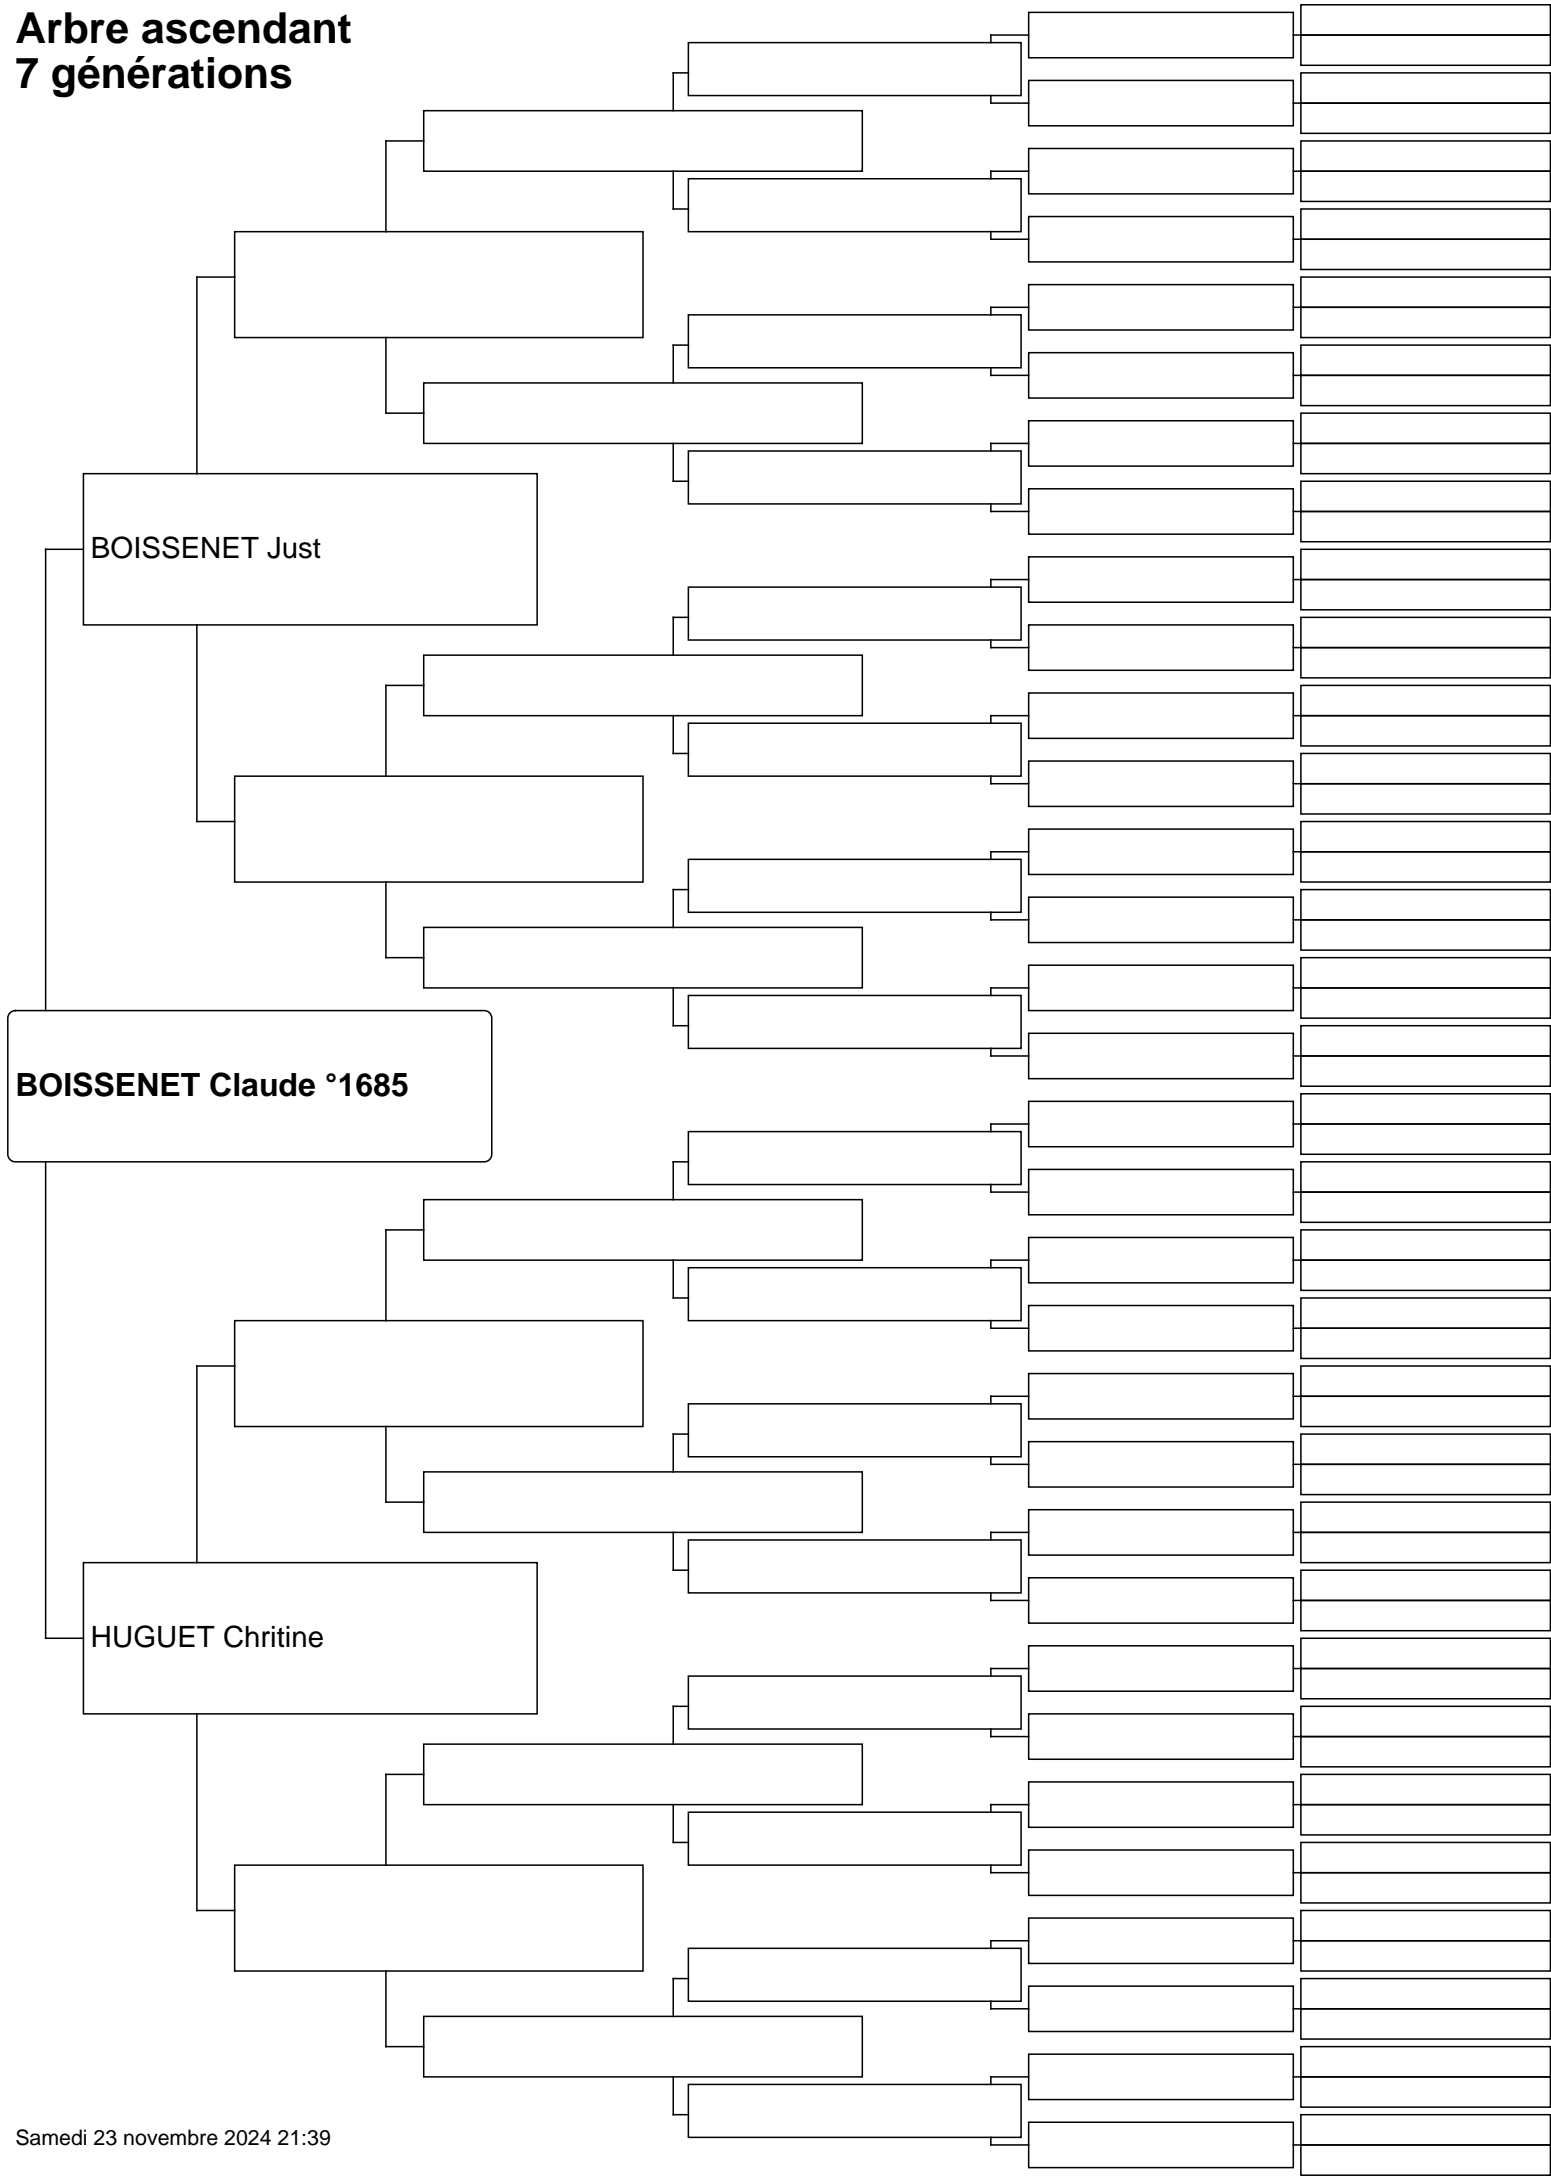 Arbre ascendant
7 générations
BOISSENET Just
BOISSENET Claude °1685
HUGUET Chritine
Samedi 23 novembre 2024 21:39